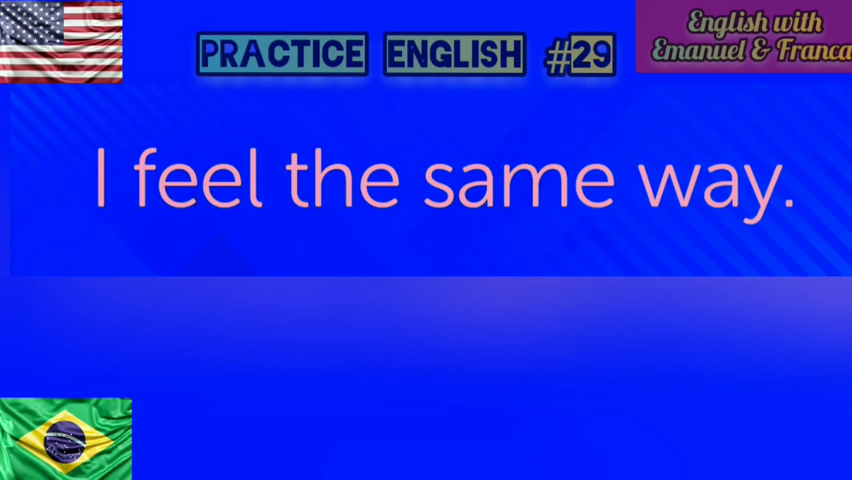 PRACTICE ENGLISH #29
English with
Emanuel & Franca
I feel the same way.